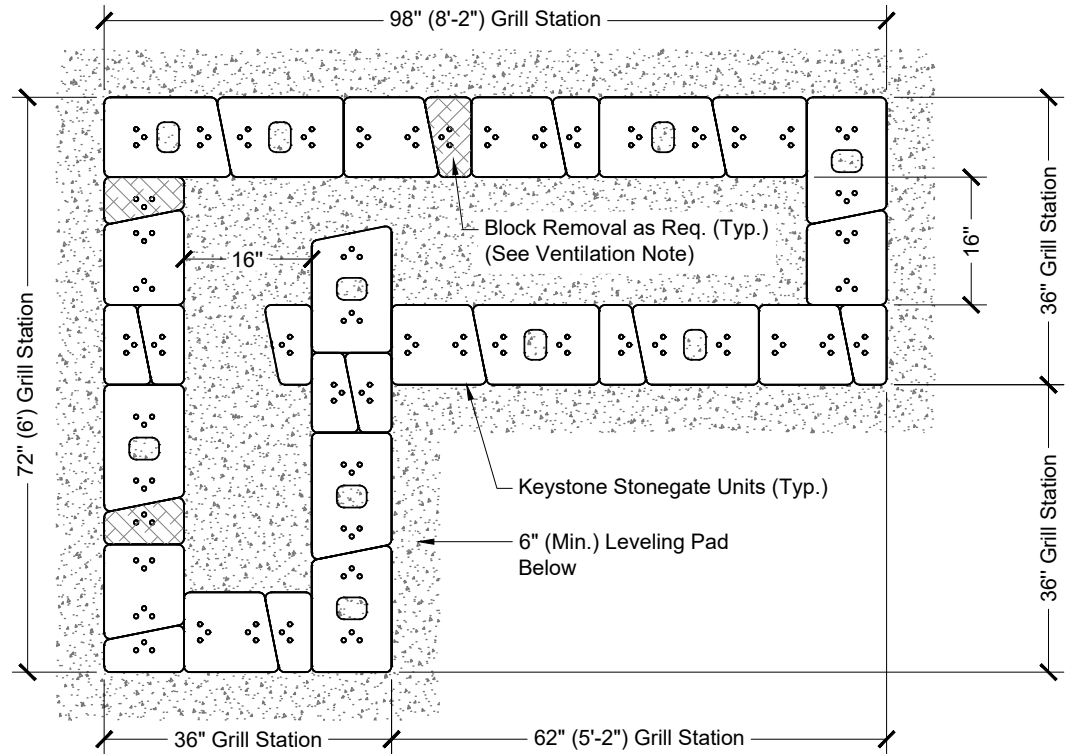 98" (8'-2") Grill Station
72" (6') Grill Station
36" Grill Station
16"
Block Removal as Req. (Typ.)
(See Ventilation Note)
16"
Keystone Stonegate Units (Typ.)
6" (Min.) Leveling Pad
Below
36" Grill Station
36" Grill Station
62" (5'-2") Grill Station